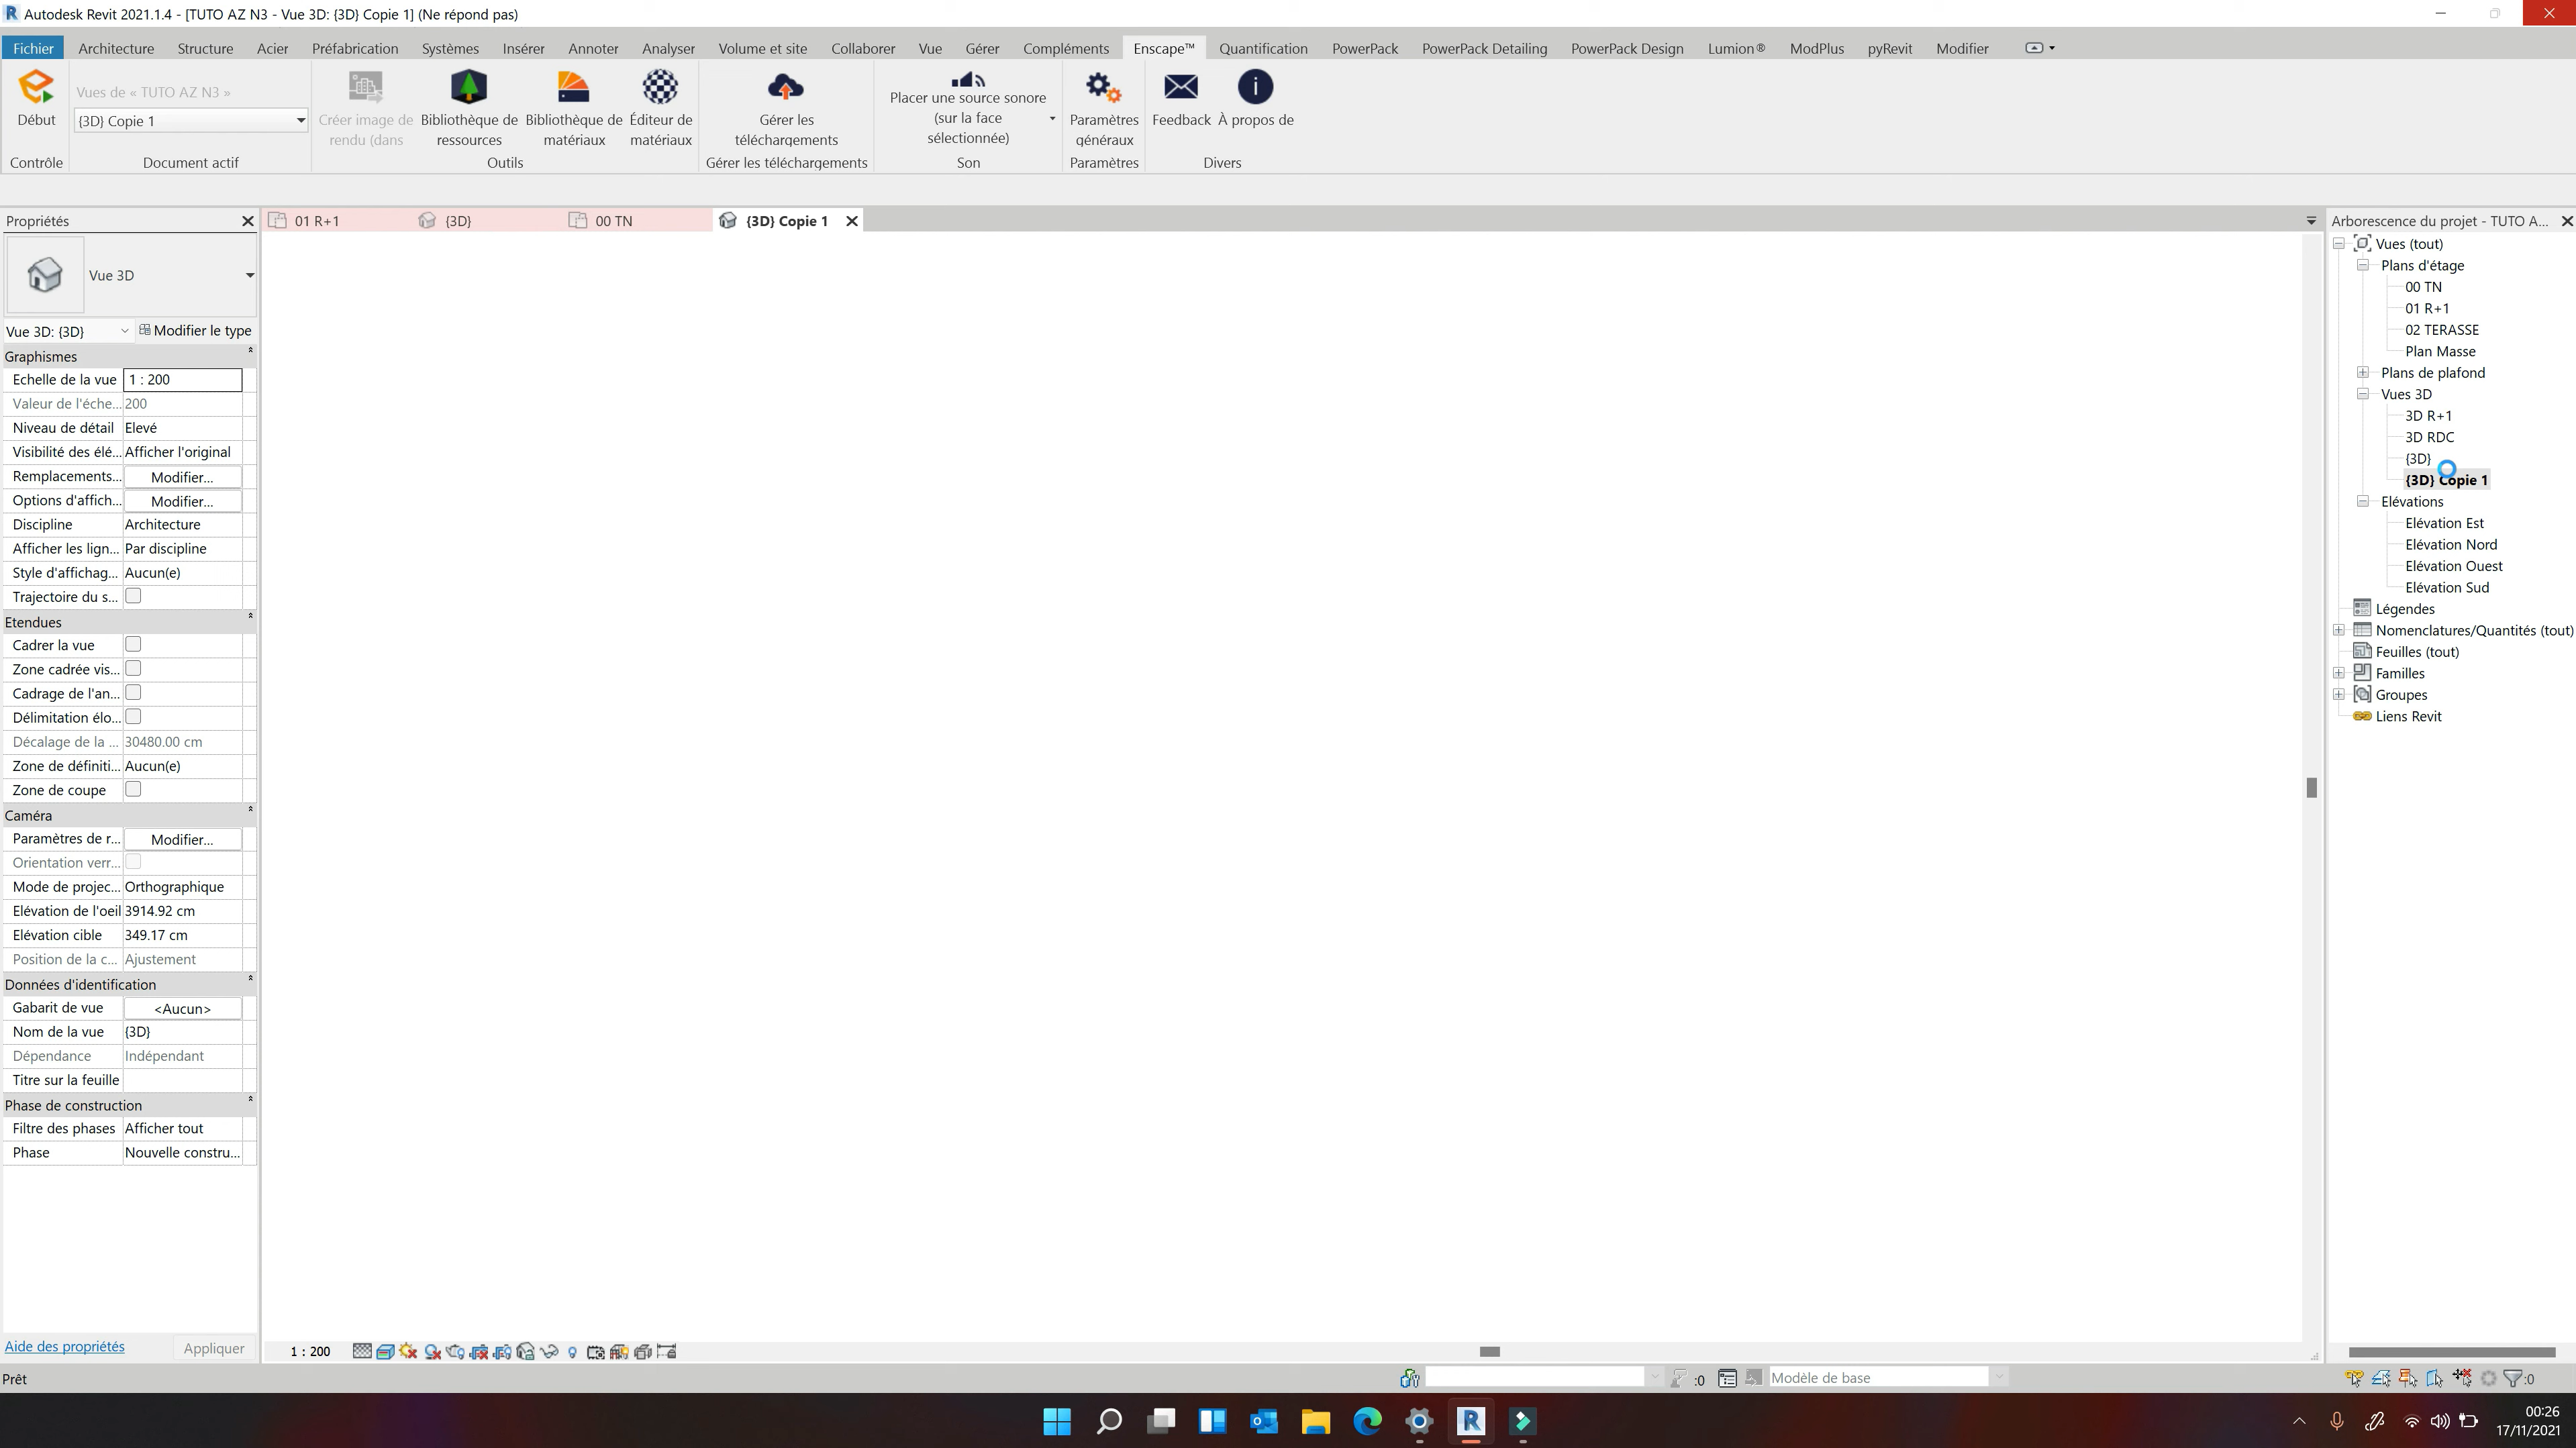 Autodesk Revit 2021.1.4 - [TUTO AZ N3 - Vue 3D: {3D} Copie 1] (Ne répond pas)
Fichier Architecture Structure Acier Préfabrication Systèmes Insérer Annoter Analyser Volume et site Collaborer Vue Gérer Compléments Enscape™ Quantification PowerPack PowerPack Detailing PowerPack Design Lumion® ModPlus pyRevit Modifier
Début
Contrôle
Vues de « TUTO AZ N3 »
{3D} Copie 1
Document actif
Créer image de
rendu (dans
Bibliothèque de
ressources
Bibliothèque de
matériaux
Éditeur de
matériaux
Outils
Gérer les
téléchargements
Gérer les téléchargements
Placer une source sonore
(sur la face
sélectionnée)
Son
Paramètres
généraux
Paramètres
Feedback
À propos de
Divers
Propriétés
Vue 3D
Vue 3D: {3D} Modifier le type
Graphismes
Echelle de la vue 1 : 200
Valeur de l'éche... 200
Niveau de détail Elevé
Visibilité des élé... Afficher l'original
Remplacements... Modifier...
Options d'affich... Modifier...
Discipline Architecture
Afficher les lign... Par discipline
Style d'affichag... Aucun(e)
Trajectoire du s...
Etendues
Cadrer la vue
Zone cadrée vis...
Cadrage de l'an...
Délimitation élo...
Décalage de la ... 30480.00 cm
Zone de définiti... Aucun(e)
Zone de coupe
Caméra
Paramètres de r... Modifier...
Orientation verr...
Mode de projec... Orthographique
Elévation de l'oeil 3914.92 cm
Elévation cible 349.17 cm
Position de la c... Ajustement
Données d'identification
Gabarit de vue <Aucun>
Nom de la vue {3D}
Dépendance Indépendant
Titre sur la feuille
Phase de construction
Filtre des phases Afficher tout
Phase Nouvelle constru...
Aide des propriétés Appliquer
01 R+1 {3D} 00 TN {3D} Copie 1
1 : 200
Arborescence du projet - TUTO A...
Vues (tout)
Plans d'étage
00 TN
01 R+1
02 TERASSE
Plan Masse
Plans de plafond
Vues 3D
3D R+1
3D RDC
{3D}
{3D} Copie 1
Elévations
Elévation Est
Elévation Nord
Elévation Ouest
Elévation Sud
Légendes
Nomenclatures/Quantités (tout)
Feuilles (tout)
Familles
Groupes
Liens Revit
Prêt :0 Modèle de base :0
00:26
17/11/2021